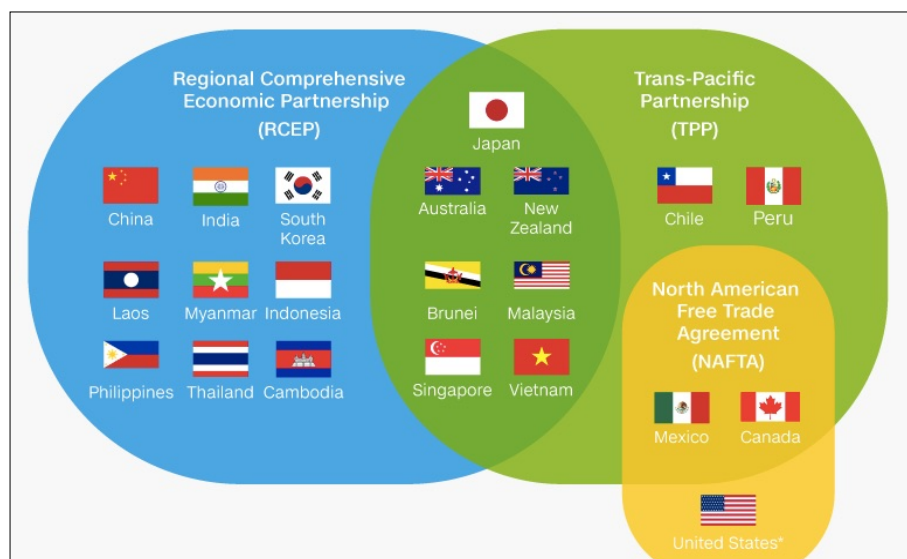 Regional Comprehensive
Economic Partnership
(RCEP)
China
India
South
Korea
Laos
Myanmar
Indonesia
Philippines
Thailand
Cambodia
Japan
Australia
New
Zealand
Brunei
Malaysia
Singapore
Vietnam
Trans-Pacific
Partnership
(TPP)
Chile
Peru
North American
Free Trade
Agreement
(NAFTA)
Mexico
Canada
United States*